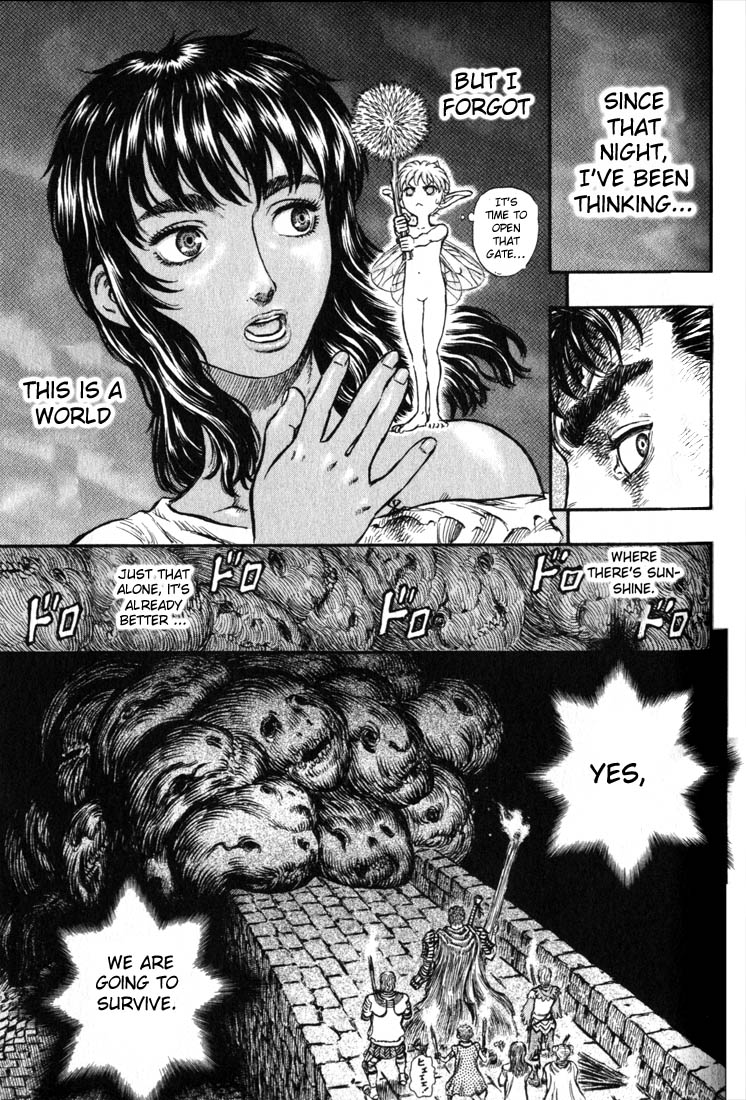 SINCE
THAT
NIGHT,
I'VE BEEN
THINKING...
BUT I
FORGOT
IT'S
TIME TO
OPEN
THAT
GATE...
THIS IS A
WORLD
WHERE
THERE'S SUN-
SHINE.
ドドロ
ドロ
ドロ
ドロ
JUST THAT
ALONE, IT'S
ALREADY
BETTER ...
YES,
WE ARE
GOING TO
SURVIVE.